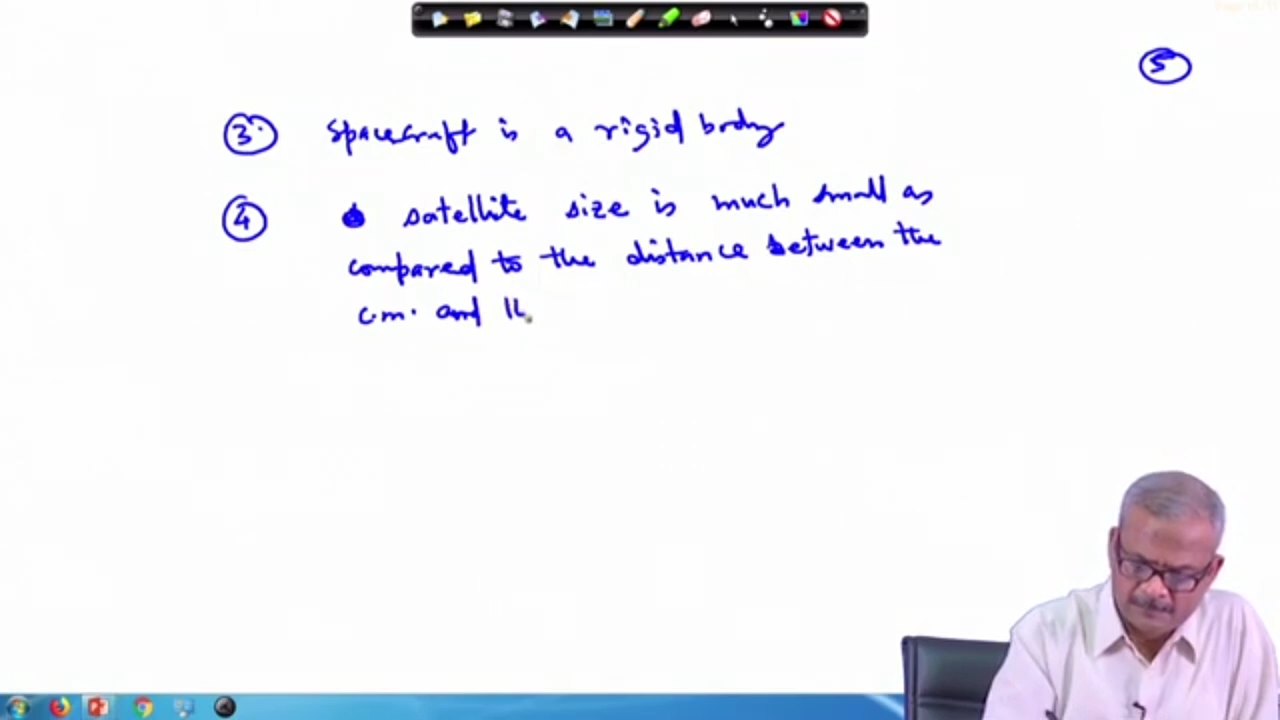 5
3. Spacecraft is a rigid body
4 satellite size is much small as
compared to the distance between the
c.m. and